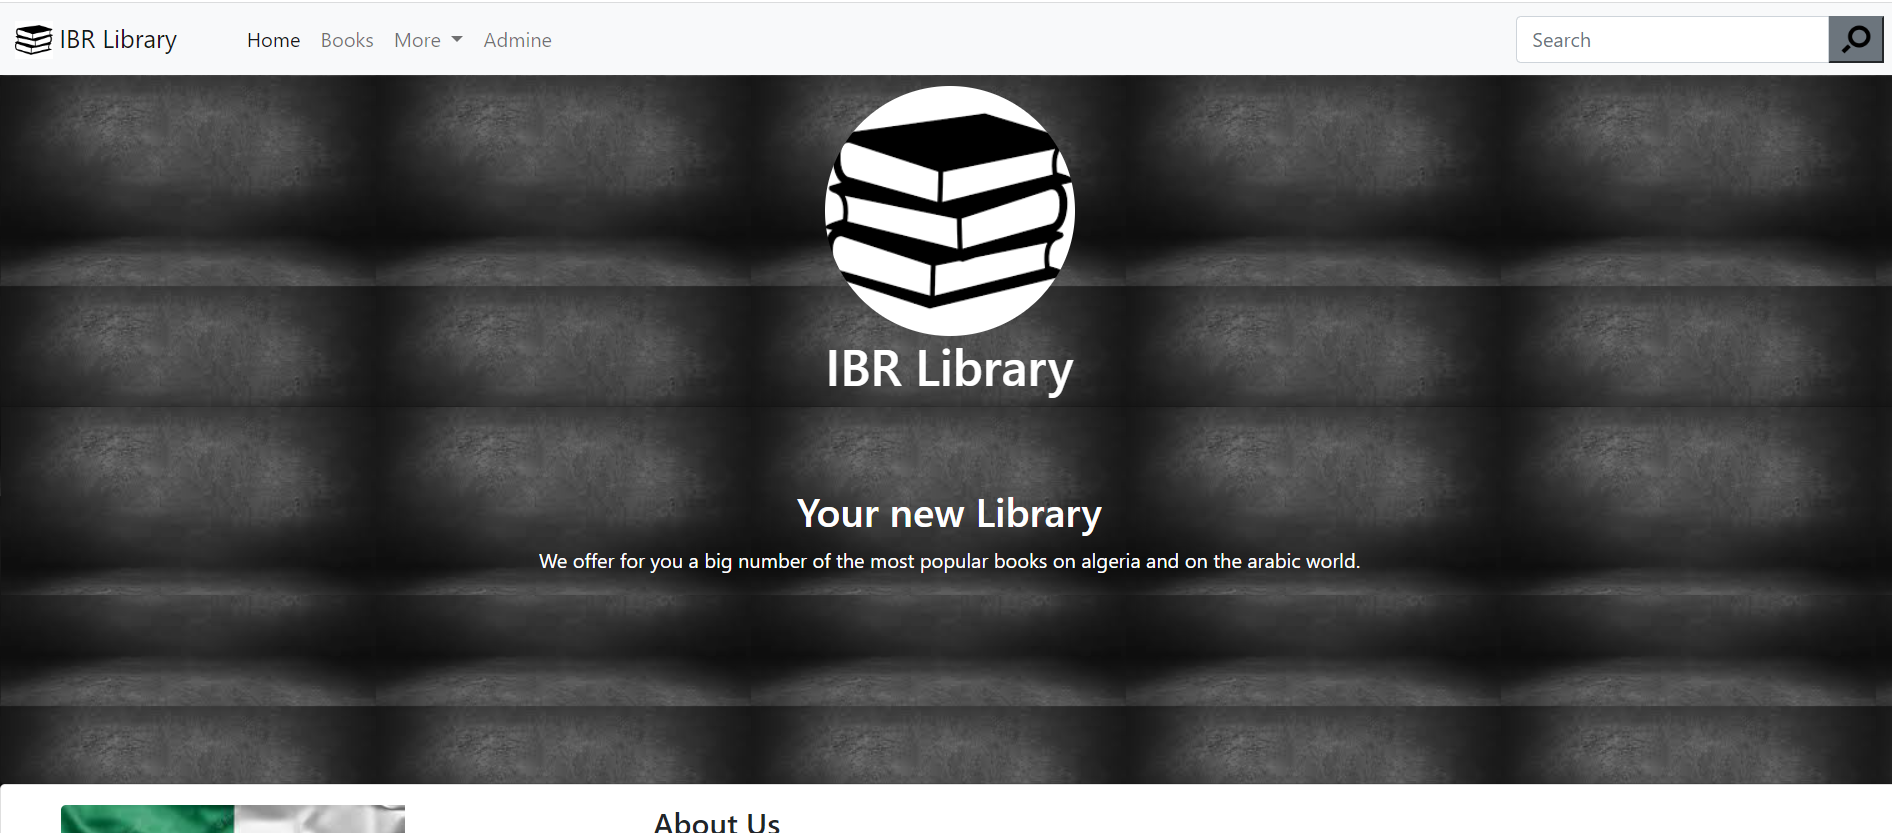 IBR Library
Home Books More Admine
Search
IBR Library
Your new Library
We offer for you a big number of the most popular books on algeria and on the arabic world.
About Us